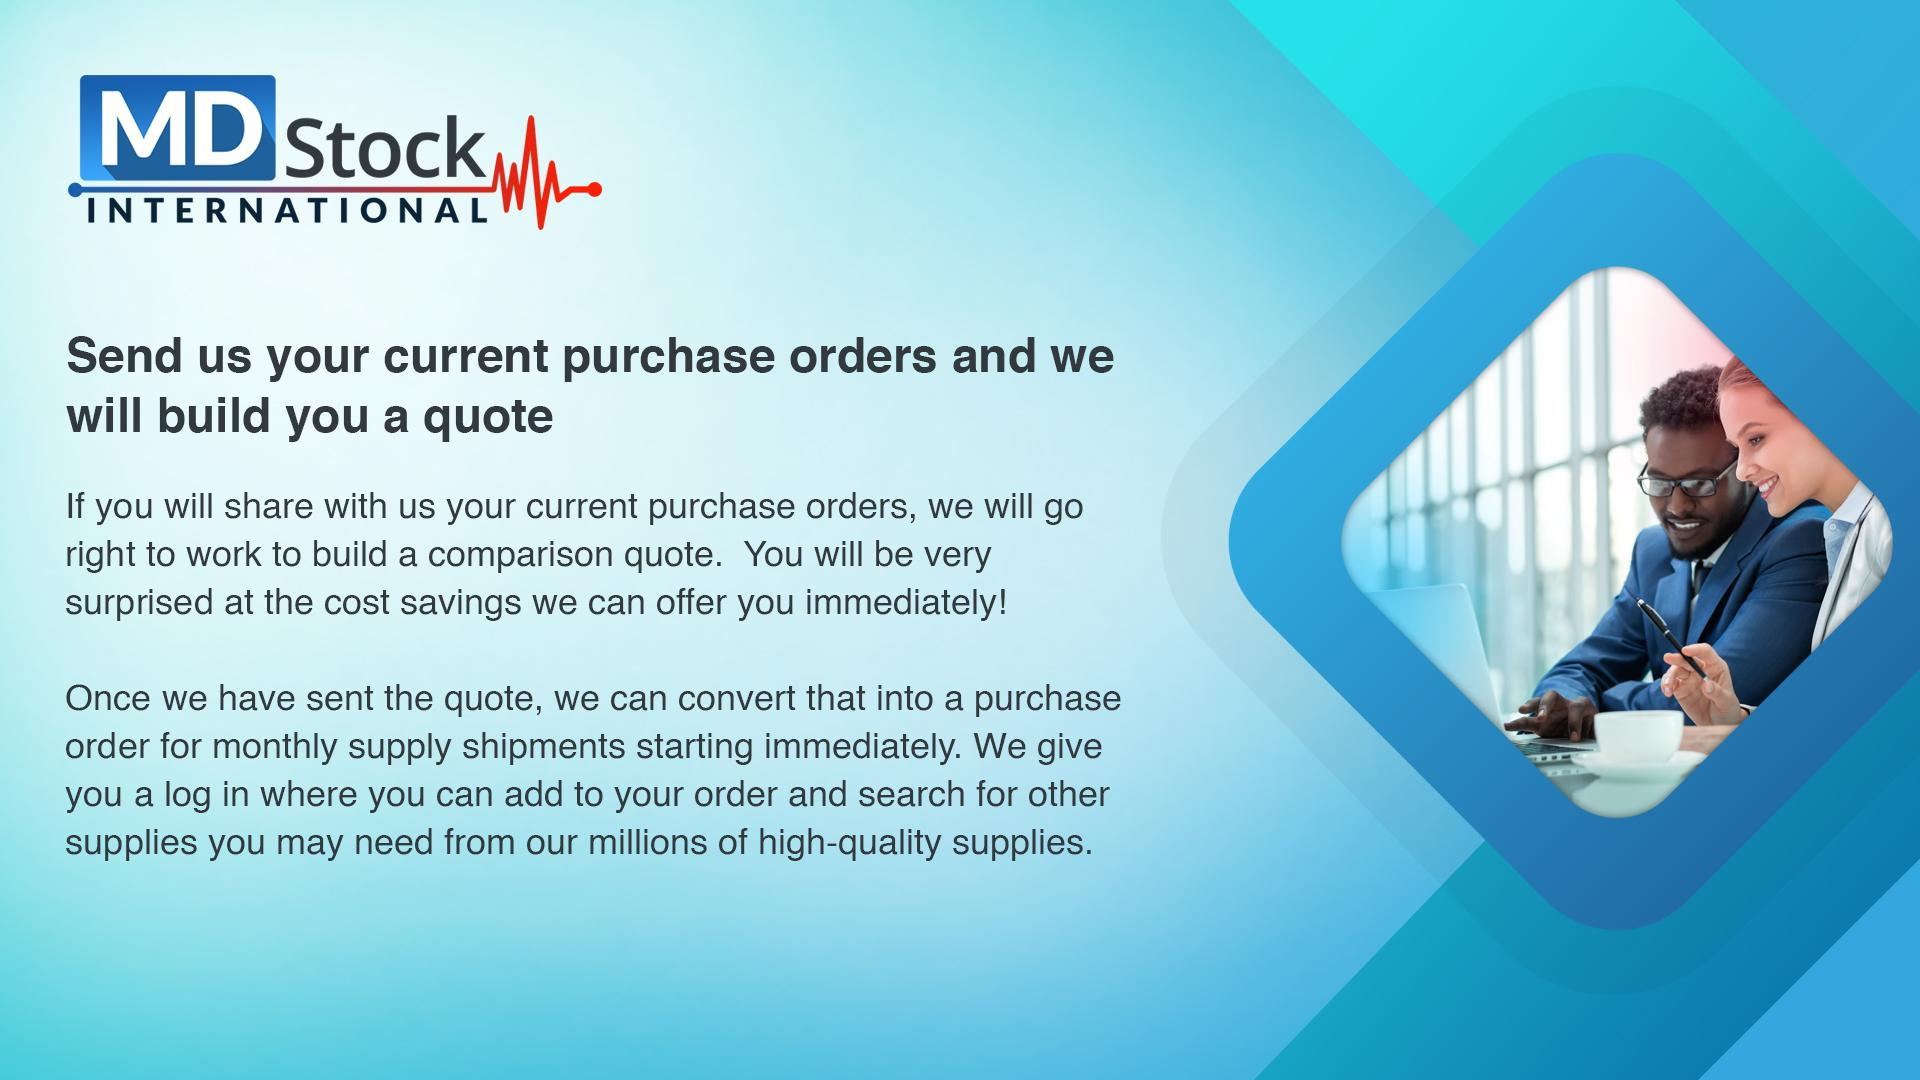 MD Stock
INTERNATIONAL
Send us your current purchase orders and we
will build you a quote
If you will share with us your current purchase orders, we will go
right to work to build a comparison quote.  You will be very
surprised at the cost savings we can offer you immediately!
Once we have sent the quote, we can convert that into a purchase
order for monthly supply shipments starting immediately. We give
you a log in where you can add to your order and search for other
supplies you may need from our millions of high-quality supplies.